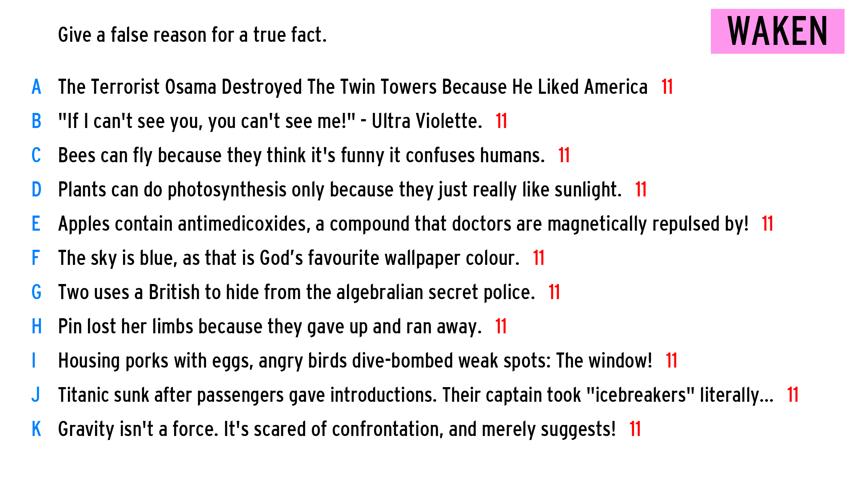 Give a false reason for a true fact.
WAKEN
A The Terrorist Osama Destroyed The Twin Towers Because He Liked America 11
B "If I can't see you, you can't see me!" - Ultra Violette. 11
C Bees can fly because they think it's funny it confuses humans. 11
D Plants can do photosynthesis only because they just really like sunlight. 11
E Apples contain antimedicoxides, a compound that doctors are magnetically repulsed by! 11
F The sky is blue, as that is God's favourite wallpaper colour. 11
G Two uses a British to hide from the algebralian secret police. 11
H Pin lost her limbs because they gave up and ran away. 11
I Housing porks with eggs, angry birds dive-bombed weak spots: The window! 11
J Titanic sunk after passengers gave introductions. Their captain took "icebreakers" literally... 11
K Gravity isn't a force. It's scared of confrontation, and merely suggests! 11